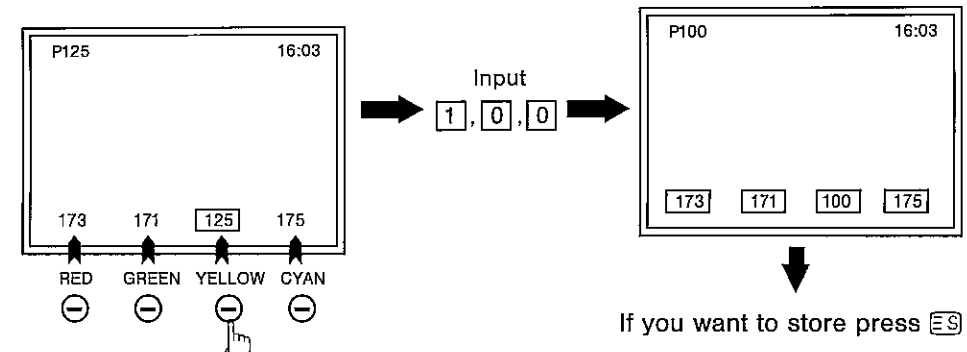 P125 16:03
173 171 125 175
RED GREEN YELLOW CYAN
Input
1, 0, 0
P100 16:03
173 171 100 175
If you want to store press ES